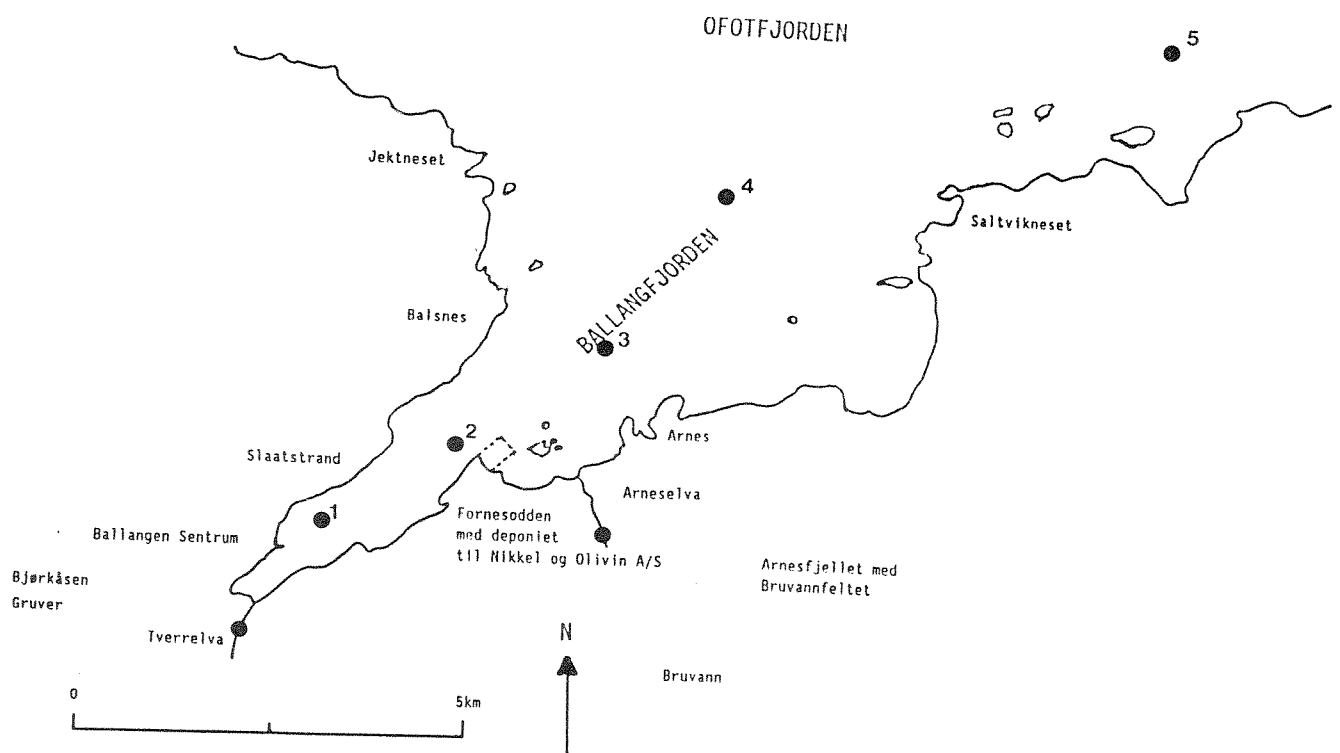 OFOTFJORDEN
5
Jektneset
4
Saltvikneset
BALLANGFJORDEN
Balsnes
3
2
Arnes
Slaatstrand
Arneselva
1
Fornesodden
med deponiet
til Nikkel og Olivin A/S
Ballangen Sentrum
Arnesfjellet med
Bruvannfeltet
Bjørkåsen
Gruver
Tverrelva
N
Bruvann
0
5km